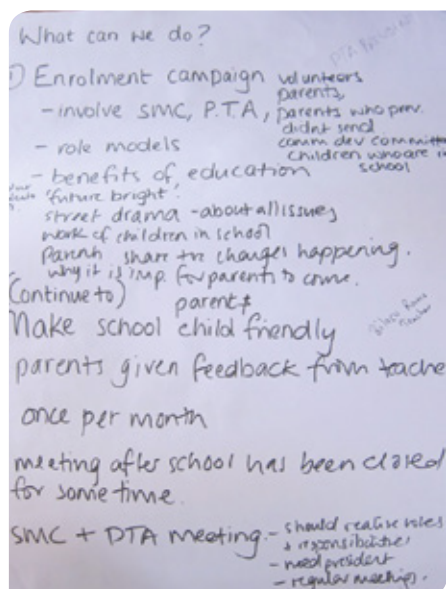 What can we do?
1) Enrolment campaign volunteers
parents,
- involve SMC, P.T.A, parents who prev.
didnt send
- role models comm dev committee
children who are in
school
- benefits of education
'future bright'
street drama - about all issues
work of children in school
Parents share the changes happening.
why it is imp. for parents to come.
(Continue to) parents
Make school child friendly
parents given feedback from teache
once per month
meeting after school has been closed
for some time.
SMC + PTA meeting. - should realise roles
& responsibilities
- need president
- regular meetings.